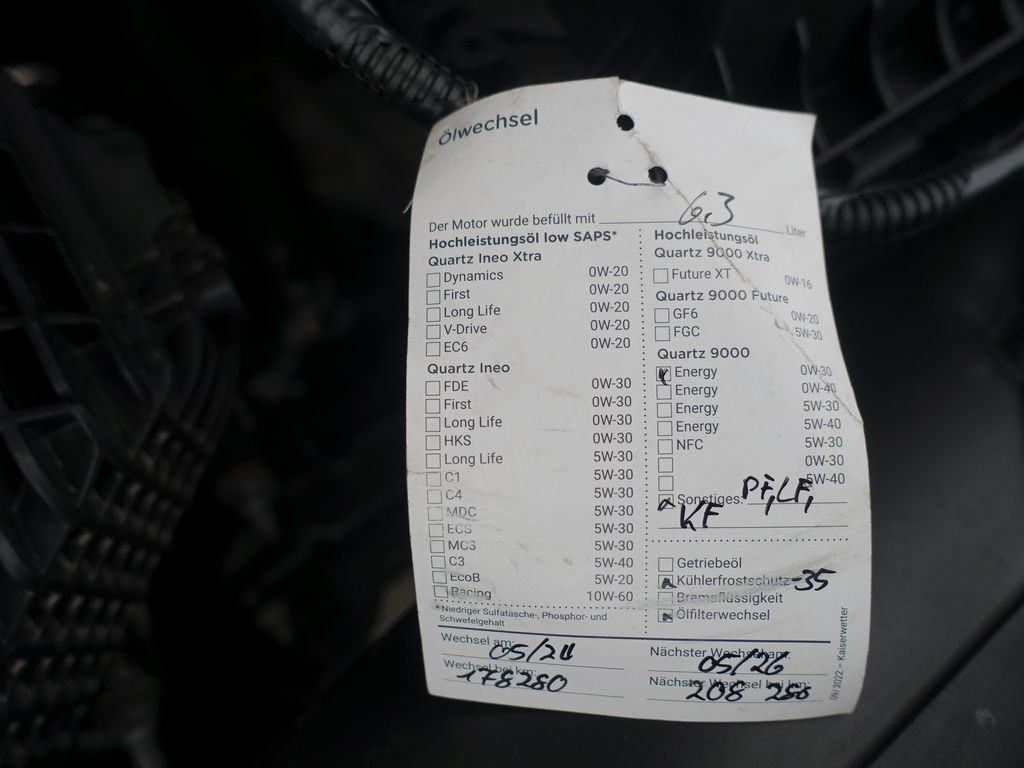 Ölwechsel
Der Motor wurde befüllt mit 6,3 Liter
Hochleistungsöl low SAPS*
Quartz Ineo Xtra
Dynamics 0W-20
First 0W-20
Long Life 0W-20
V-Drive 0W-20
EC6 0W-20
Quartz Ineo
FDE 0W-30
First 0W-30
Long Life 0W-30
HKS 0W-30
Long Life 5W-30
C1 5W-30
C4 5W-30
MDC 5W-30
ECS 5W-30
MC3 5W-30
C3 5W-40
EcoB 5W-20
Racing 10W-60
*Niedriger Sulfatasche-, Phosphor- und
Schwefelgehalt
Hochleistungsöl
Quartz 9000 Xtra
Future XT 0W-16
Quartz 9000 Future
GF6 0W-20
FGC 5W-30
Quartz 9000
Energy 0W-30
Energy 0W-40
Energy 5W-30
Energy 5W-40
NFC 5W-30
0W-30
5W-40
Sonstiges: PF, LF,
KF
Getriebeöl
Kühlerfrostschutz -35
Bremsflüssigkeit
Ölfilterwechsel
Wechsel am: 05/24
Wechsel bei km: 178280
Nächster Wechsel am: 05/26
Nächster Wechsel bei km: 208 280
09/2022 – Kaiserwetter